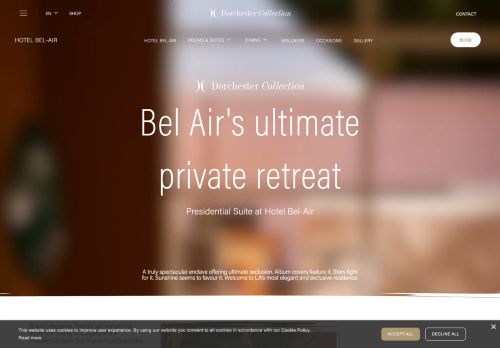 EN
SHOP
Dorchester Collection
CONTACT
HOTEL BEL-AIR
HOTEL BEL-AIR
ROOMS & SUITES
DINING
WELLNESS
OCCASIONS
GALLERY
BOOK
Dorchester Collection
Bel Air's ultimate
private retreat
Presidential Suite at Hotel Bel-Air
A truly spectacular enclave offering ultimate seclusion. Album covers feature it. Stars fight
for it. Sunshine seems to favour it. Welcome to LA's most elegant and exclusive residence.
This website uses cookies to improve user experience. By using our website you consent to all cookies in accordance with our Cookie Policy.
Read more
ACCEPT ALL
DECLINE ALL
×